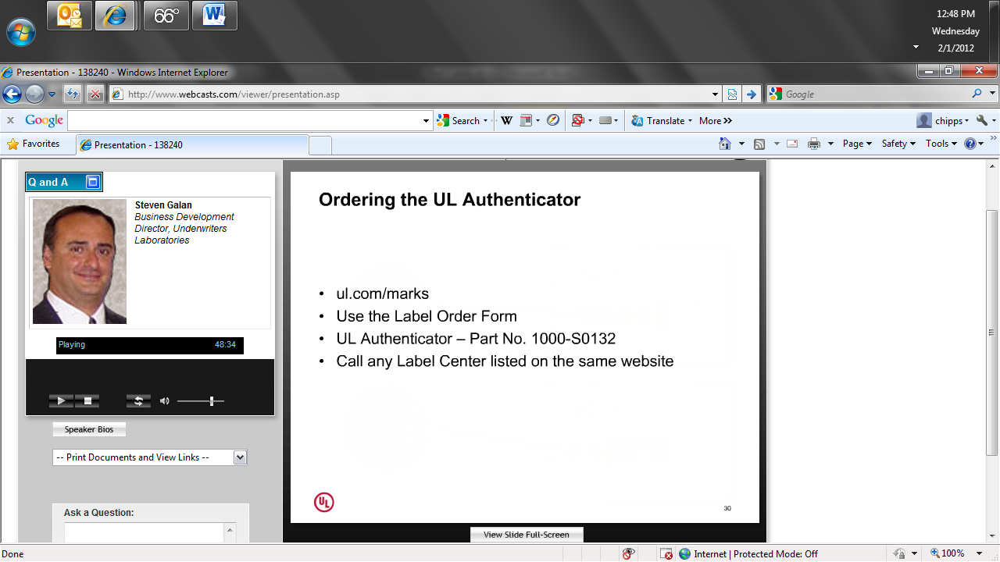 66°
12:48 PM
Wednesday
2/1/2012
Presentation - 138240 - Windows Internet Explorer
http://www.webcasts.com/viewer/presentation.asp
Google
x Google
Search
W
Translate
More »
chipps
Favorites
Presentation - 138240
Page
Safety
Tools
»
Q and A
Steven Galan
Business Development
Director, Underwriters
Laboratories
Playing 48:34
Speaker Bios
-- Print Documents and View Links --
Ask a Question:
Ordering the UL Authenticator
• ul.com/marks
• Use the Label Order Form
• UL Authenticator – Part No. 1000-S0132
• Call any Label Center listed on the same website
UL
30
View Slide Full-Screen
Done
Internet | Protected Mode: Off
100%